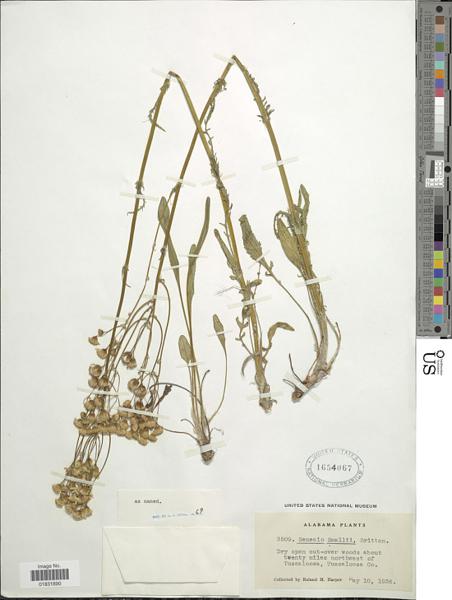 Image No.
01831890
US
UNITED STATES
1654067
NATIONAL HERBARIUM
as named,
68
UNITED STATES NATIONAL MUSEUM
ALABAMA PLANTS
3509. Senecio Smallii, Britton.
Dry open cut-over woods about
twenty miles northwest of
Tuscaloosa, Tuscaloosa Co.
Collected by Roland M. Harper May 10, 1936.